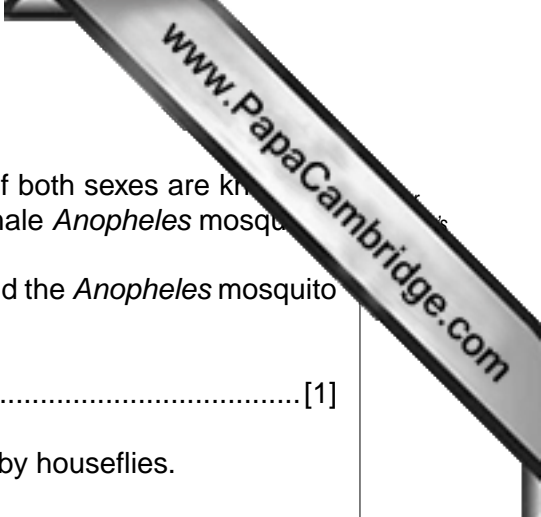 www.PapaCambridge.com
f both sexes are kn
nale Anopheles mosqu
d the Anopheles mosquito
[1]
by houseflies.